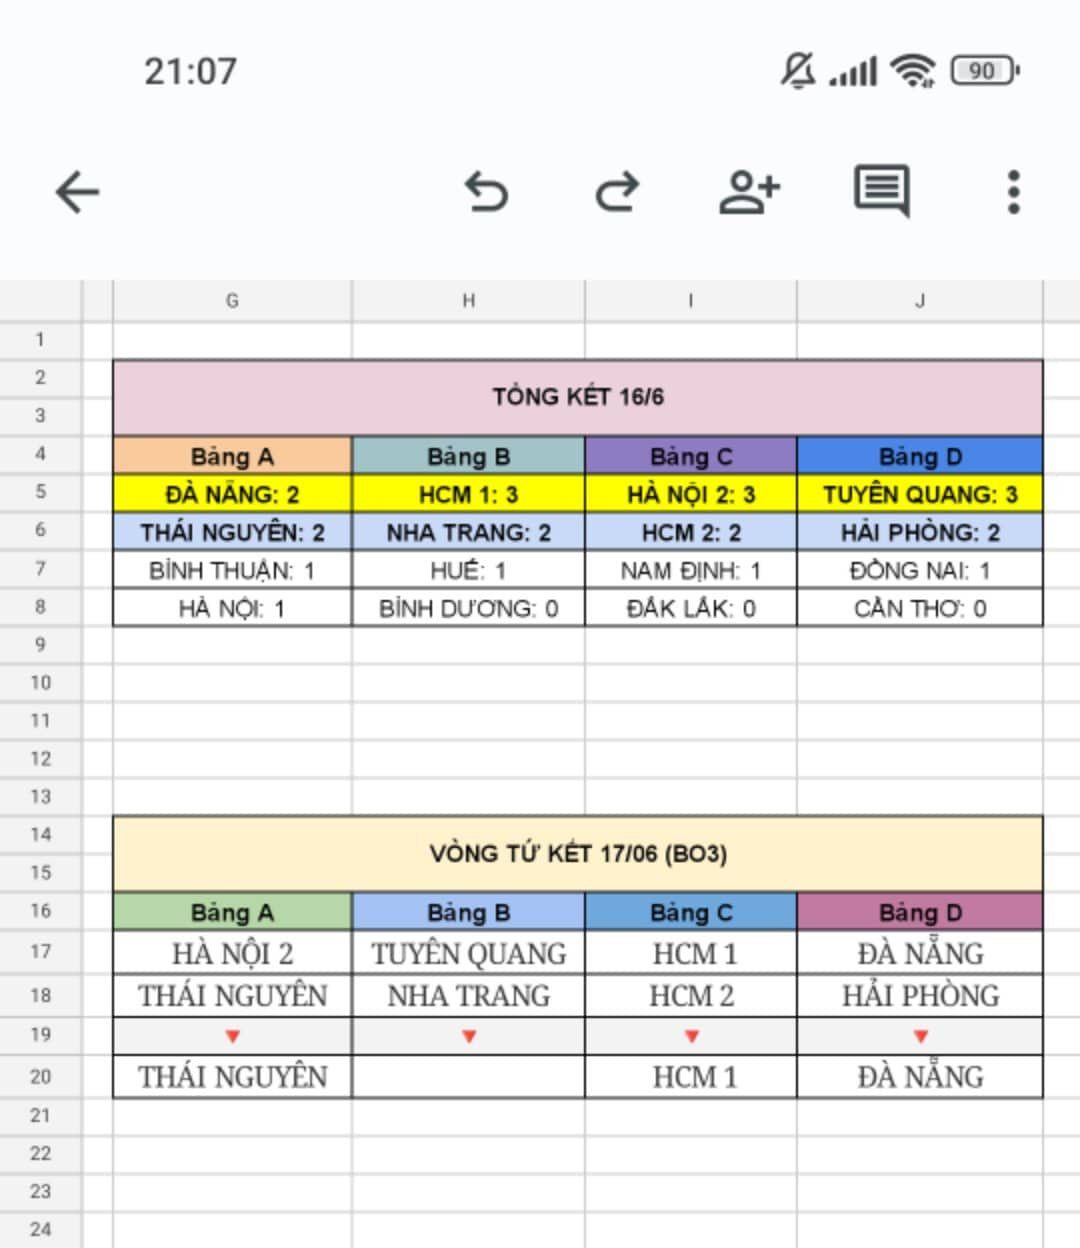 21:07
90
G H I J
1
2
TỔNG KẾT 16/6
3
4 Bảng A Bảng B Bảng C Bảng D
5 ĐÀ NẴNG: 2 HCM 1: 3 HÀ NỘI 2: 3 TUYÊN QUANG: 3
6 THÁI NGUYÊN: 2 NHA TRANG: 2 HCM 2: 2 HẢI PHÒNG: 2
7 BÌNH THUẬN: 1 HUẾ: 1 NAM ĐỊNH: 1 ĐỒNG NAI: 1
8 HÀ NỘI: 1 BÌNH DƯƠNG: 0 ĐẮK LẮK: 0 CẦN THƠ: 0
9
10
11
12
13
14
VÒNG TỨ KẾT 17/06 (BO3)
15
16 Bảng A Bảng B Bảng C Bảng D
17 HÀ NỘI 2 TUYÊN QUANG HCM 1 ĐÀ NẴNG
18 THÁI NGUYÊN NHA TRANG HCM 2 HẢI PHÒNG
19
20 THÁI NGUYÊN HCM 1 ĐÀ NẴNG
21
22
23
24